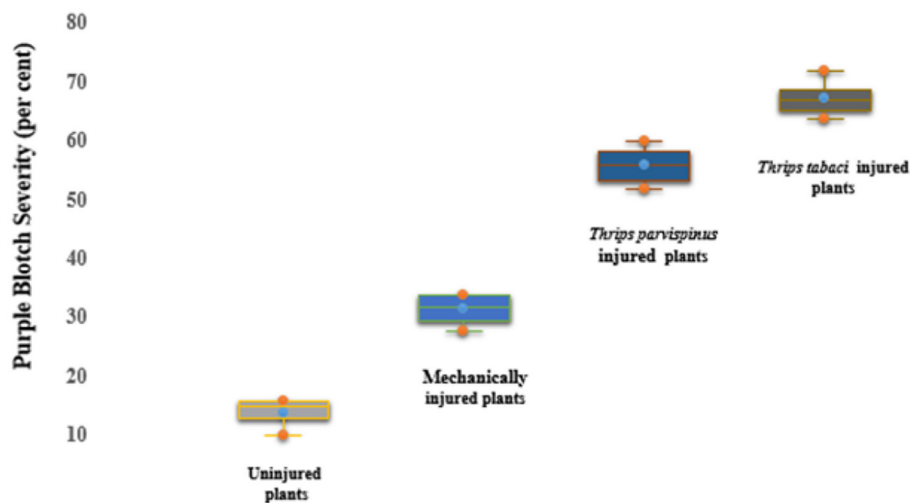 Purple Blotch Severity (per cent)
80
70
60
50
40
30
20
10
Uninjured
plants
Mechanically
injured plants
Thrips parvispinus
injured plants
Thrips tabaci injured
plants